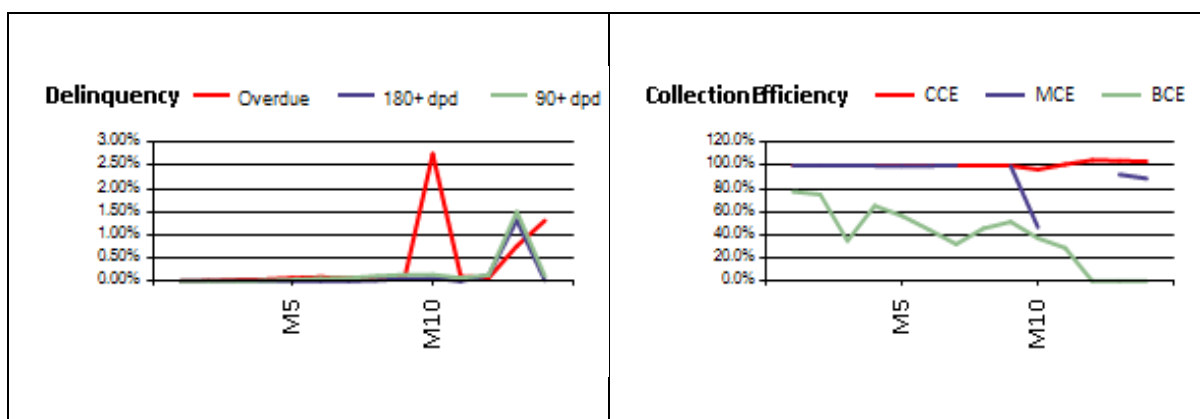 Delinquency Overdue 180+ dpd 90+ dpd
3.00%
2.50%
2.00%
1.50%
1.00%
0.50%
0.00%
M5
M10
Collection Efficiency CCE MCE BCE
120.0%
100.0%
80.0%
60.0%
40.0%
20.0%
0.0%
M5
M10